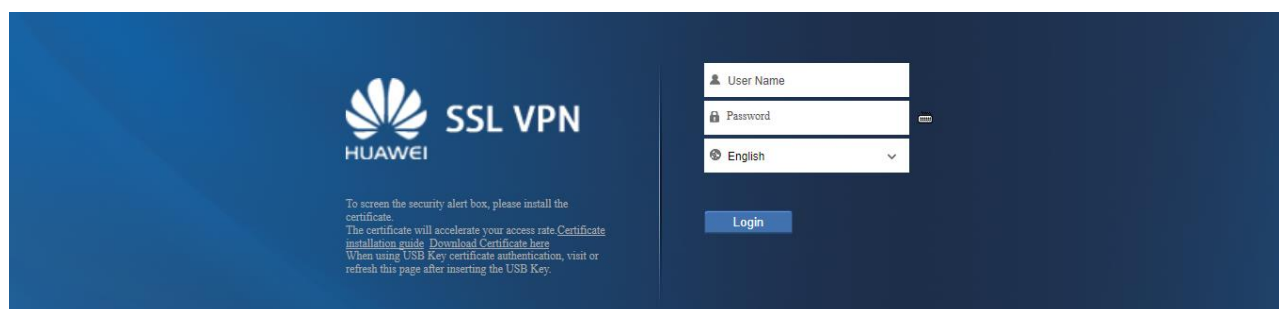 HUAWEI
SSL VPN
To screen the security alert box, please install the
certificate.
The certificate will accelerate your access rate.Certificate
installation guide Download Certificate here
When using USB Key certificate authentication, visit or
refresh this page after inserting the USB Key.
User Name
Password
English
Login